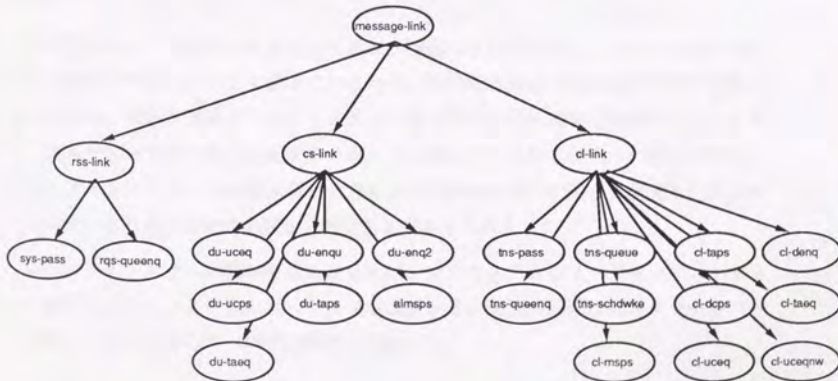 message-link
rss-link cs-link cl-link
sys-pass rqs-queenq du-uceq du-enqu du-enq2 tns-pass tns-queue cl-taps cl-denq
du-ucps du-taps almsps tns-queenq tns-schdwke cl-dcps cl-taeq
du-taeq cl-msps cl-uceq cl-uceqnw